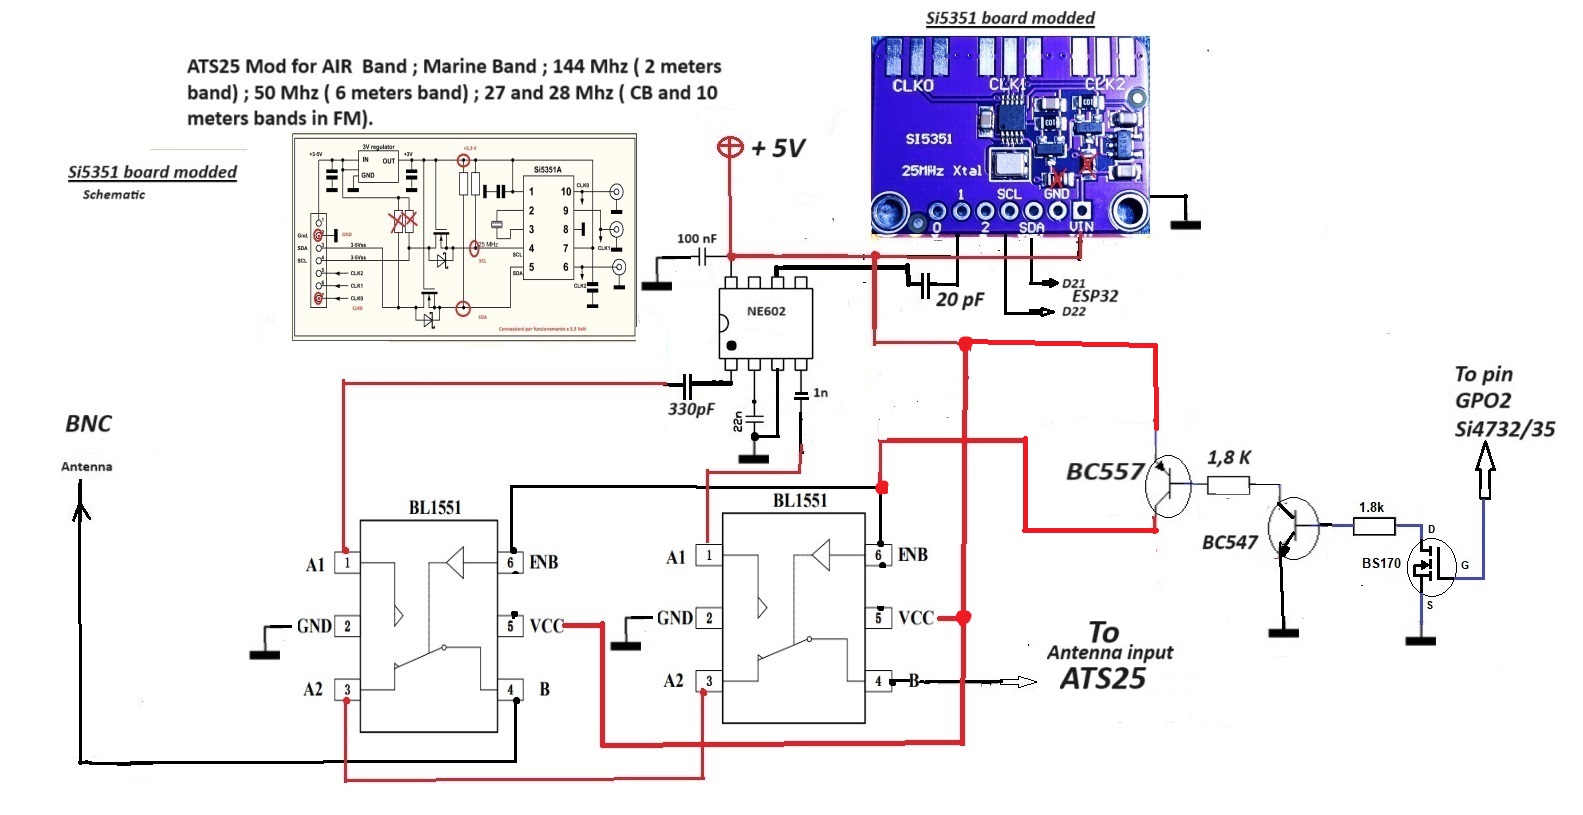 Si5351 board modded
ATS25 Mod for AIR Band ; Marine Band ; 144 Mhz ( 2 meters
band) ; 50 Mhz ( 6 meters band) ; 27 and 28 Mhz ( CB and 10
meters bands in FM).
Si5351 board modded
Schematic
3V regulator
+3-5V
IN
OUT
GND
+3V
+3,3 V
Si5351A
1
2
3
4
5
10
9
8
7
6
CLK0
CLK1
CLK2
Gnd.
GND
SDA
SCL
3-5Vss
3-5Vss
CLK2
CLK1
CLK0
25 MHz
SCL
SDA
SCL
SDA
Connessioni per funzionamento a 3,3 Volt
+ 5V
CLK0
CLK1
CLK2
SI5351
25MHz Xtal
SCL
GND
0
1
2
SDA
VIN
100 nF
20 pF
D21
ESP32
D22
NE602
330pF
22n
1n
BNC
Antenna
To pin
GPO2
Si4732/35
BC557
1,8 K
BC547
1.8k
BS170
D
G
S
BL1551
A1
1
GND
2
A2
3
6
ENB
5
VCC
4
B
BL1551
A1
1
GND
2
A2
3
6
ENB
5
VCC
4
B
To
Antenna input
ATS25